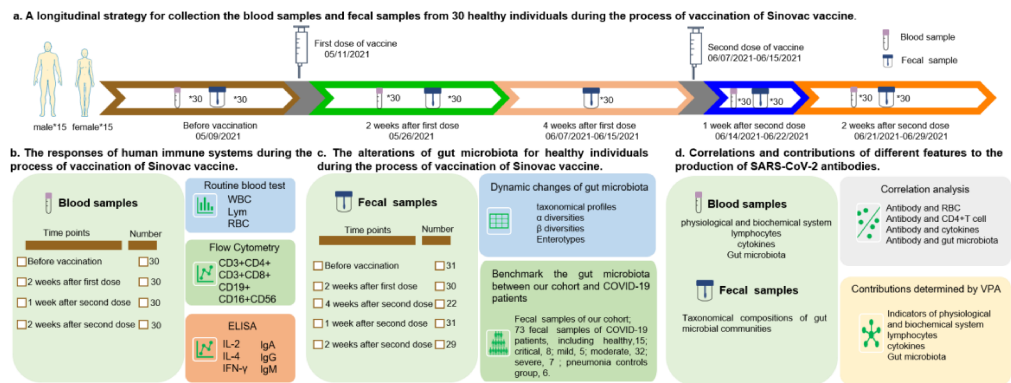 a. A longitudinal strategy for collection the blood samples and fecal samples from 30 healthy individuals during the process of vaccination of Sinovac vaccine.
First dose of vaccine
05/11/2021
Second dose of vaccine
06/07/2021-06/15/2021
Blood sample
Fecal sample
*30
*30
*30
*30
*30
*30
*30
*30
*30
male*15
female*15
Before vaccination
05/09/2021
2 weeks after first dose
05/26/2021
4 weeks after first dose
06/07/2021-06/15/2021
1 week after second dose
06/14/2021-06/22/2021
2 weeks after second dose
06/21/2021-06/29/2021
b. The responses of human immune systems during the
process of vaccination of Sinovac vaccine.
Blood samples
Time points
Number
Before vaccination
30
2 weeks after first dose
30
1 week after second dose
30
2 weeks after second dose
30
Routine blood test
WBC
Lym
RBC
Flow Cytometry
CD3+CD4+
CD3+CD8+
CD19+
CD16+CD56
ELISA
IL-2 IgA
IL-4 IgG
IFN-γ IgM
c. The alterations of gut microbiota for healthy individuals
during the process of vaccination of Sinovac vaccine.
Fecal samples
Time points
Number
Before vaccination
31
2 weeks after first dose
30
4 weeks after second dose
22
1 week after second dose
31
2 weeks after second dose
29
Dynamic changes of gut microbiota
taxonomical profiles
α diversities
β diversities
Enterotypes
Benchmark the gut microbiota
between our cohort and COVID-19
patients
Fecal samples of our cohort;
73 fecal samples of COVID-19
patients, including healthy,15;
critical, 8; mild, 5; moderate, 32;
severe, 7 ; pneumonia controls
group, 6.
d. Correlations and contributions of different features to the
production of SARS-CoV-2 antibodies.
Blood samples
physiological and biochemical system
lymphocytes
cytokines
Gut microbiota
Fecal samples
Taxonomical compositions of gut
microbial communities
Correlation analysis
Antibody and RBC
Antibody and CD4+T cell
Antibody and cytokines
Antibody and gut microbiota
Contributions determined by VPA
Indicators of physiological
and biochemical system
lymphocytes
cytokines
Gut microbiota